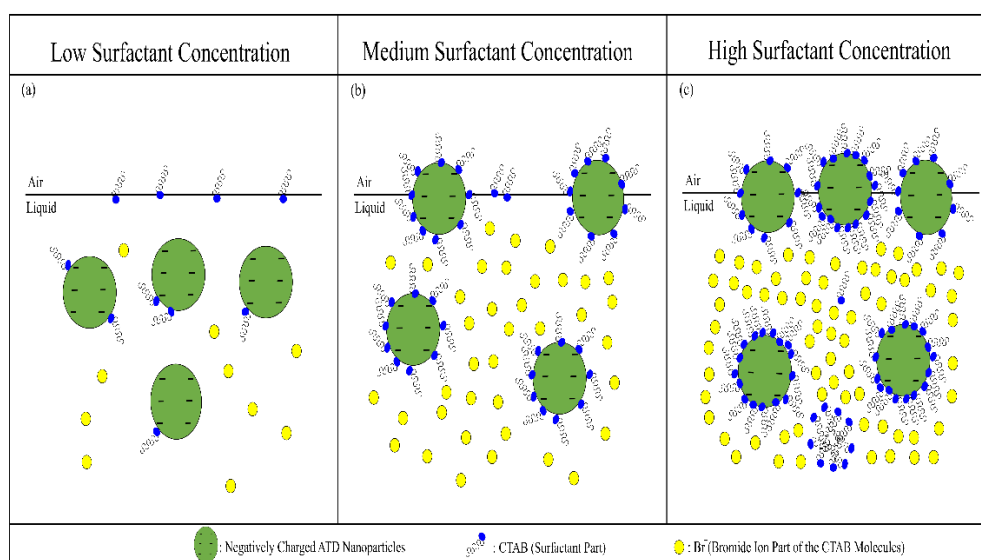 Low Surfactant Concentration
Medium Surfactant Concentration
High Surfactant Concentration
(a)
(b)
(c)
Air
Liquid
Air
Liquid
Air
Liquid
: Negatively Charged ATD Nanoparticles
: CTAB (Surfactant Part)
: Br⁻(Bromide Ion Part of the CTAB Molecules)